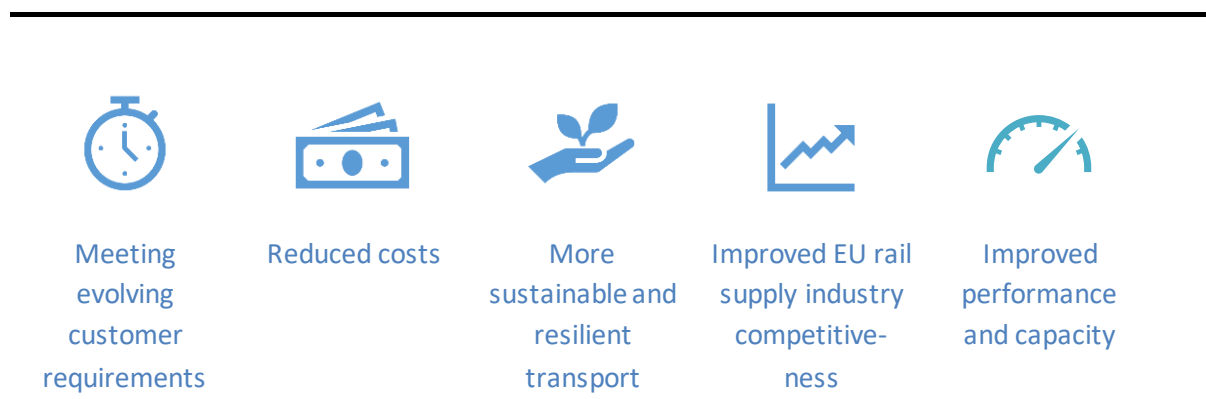 Meeting
evolving
customer
requirements
Reduced costs
More
sustainable and
resilient
transport
Improved EU rail
supply industry
competitive-
ness
Improved
performance
and capacity